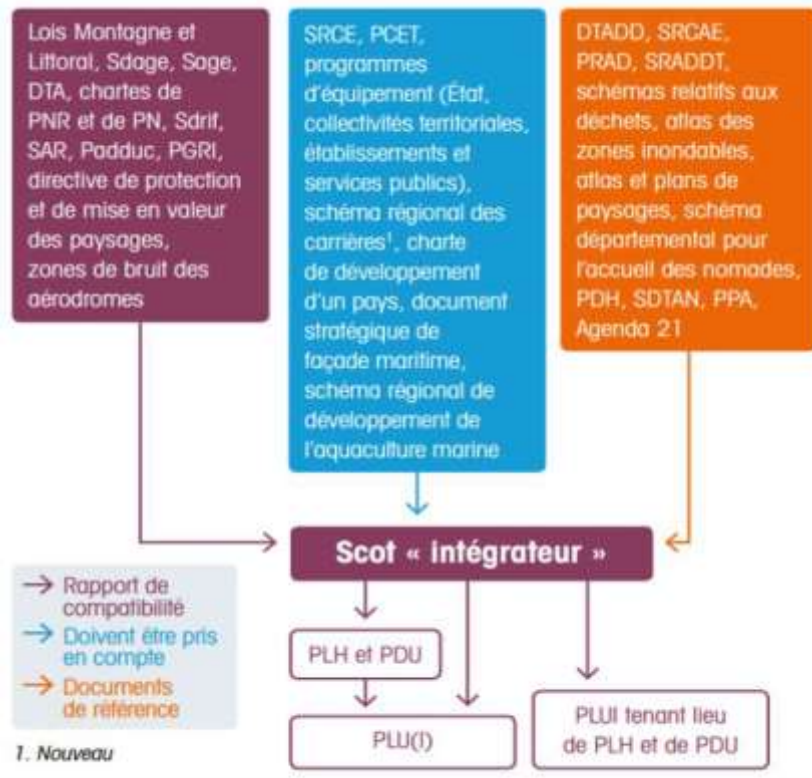 Lois Montagne et
Littoral, Sdage, Sage,
DTA, chartes de
PNR et de PN, Sdrif,
SAR, Padduc, PGRI,
directive de protection
et de mise en valeur
des paysages,
zones de bruit des
aérodromes
SRCE, PCET,
programmes
d'équipement (État,
collectivités territoriales,
établissements et
services publics),
schéma régional des
carrières¹, charte
de développement
d'un pays, document
stratégique de
façade maritime,
schéma régional de
développement de
l'aquaculture marine
DTADD, SRCAE,
PRAD, SRADDT,
schémas relatifs aux
déchets, atlas des
zones inondables,
atlas et plans de
paysages, schéma
départemental pour
l'accueil des nomades,
PDH, SDTAN, PPA,
Agenda 21
Scot « intégrateur »
Rapport de
compatibilité
Doivent être pris
en compte
Documents
de référence
PLH et PDU
PLU(I)
PLUI tenant lieu
de PLH et de PDU
1. Nouveau